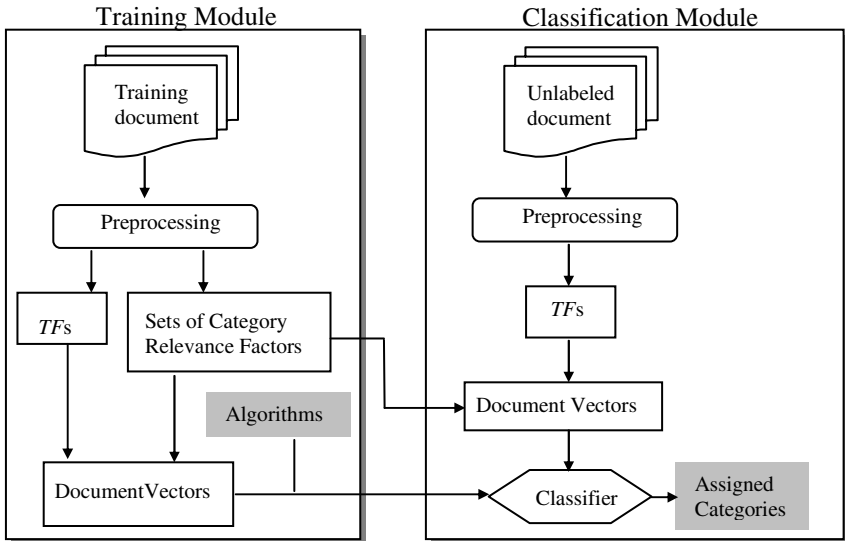 Training Module
Training
document
Preprocessing
TFs
Sets of Category
Relevance Factors
Algorithms
DocumentVectors
Classification Module
Unlabeled
document
Preprocessing
TFs
Document Vectors
Classifier
Assigned
Categories